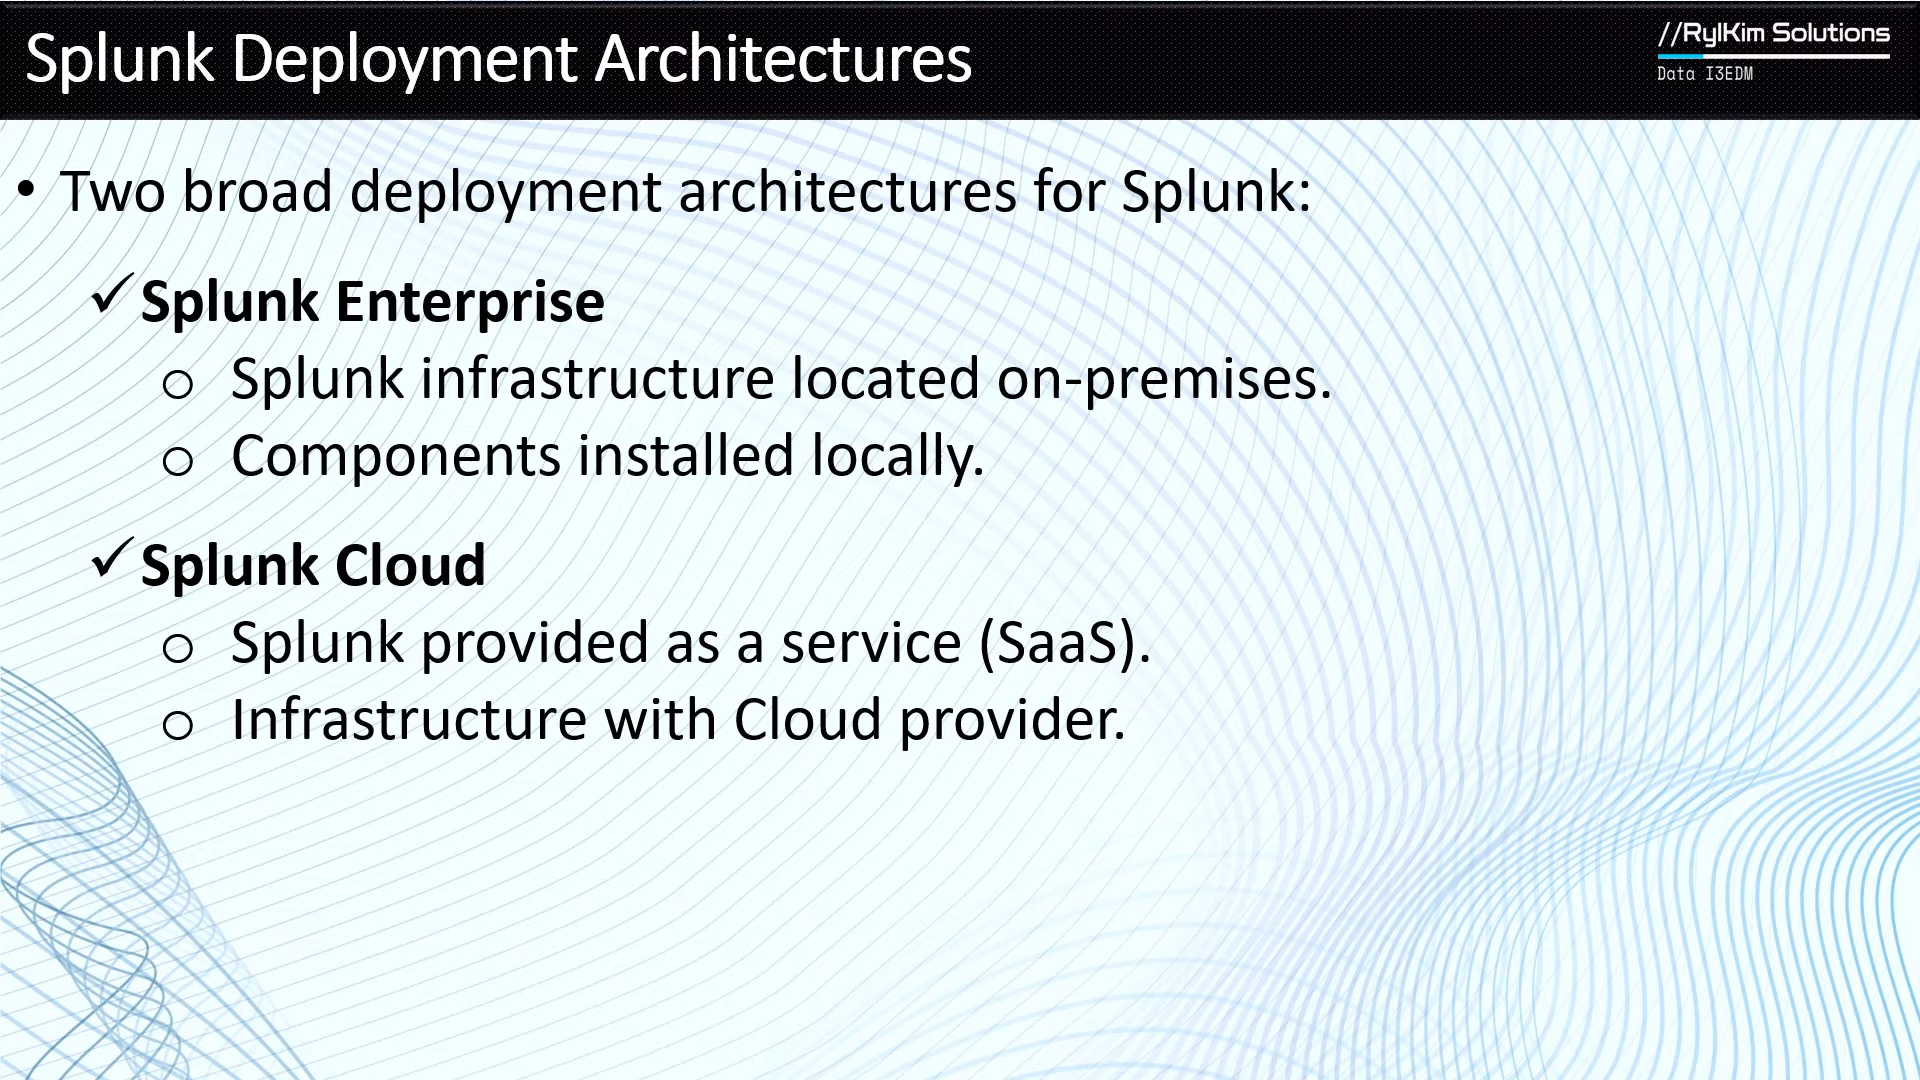 Splunk Deployment Architectures
//RylKim Solutions
Data I3EDM
• Two broad deployment architectures for Splunk:
✓ Splunk Enterprise
o Splunk infrastructure located on-premises.
o Components installed locally.
✓ Splunk Cloud
o Splunk provided as a service (SaaS).
o Infrastructure with Cloud provider.